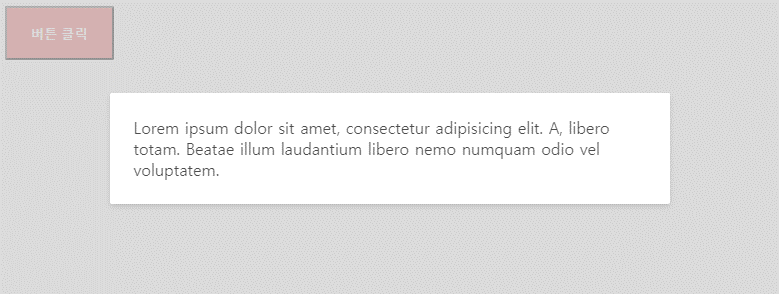 버튼 클릭
Lorem ipsum dolor sit amet, consectetur adipisicing elit. A, libero
totam. Beatae illum laudantium libero nemo numquam odio vel
voluptatem.